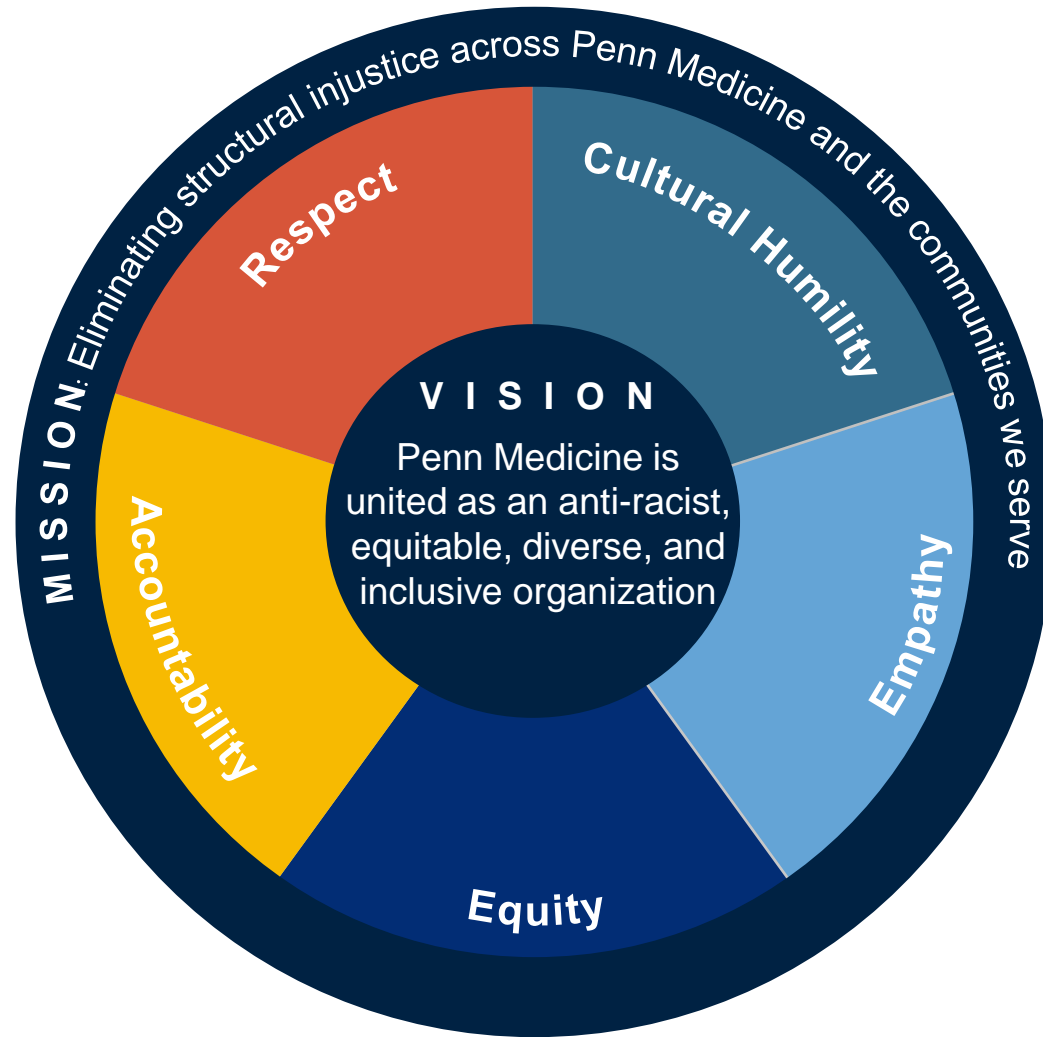 MISSION: Eliminating structural injustice across Penn Medicine and the communities we serve
Respect
Cultural Humility
Accountability
Empathy
Equity
VISION
Penn Medicine is
united as an anti-racist,
equitable, diverse, and
inclusive organization